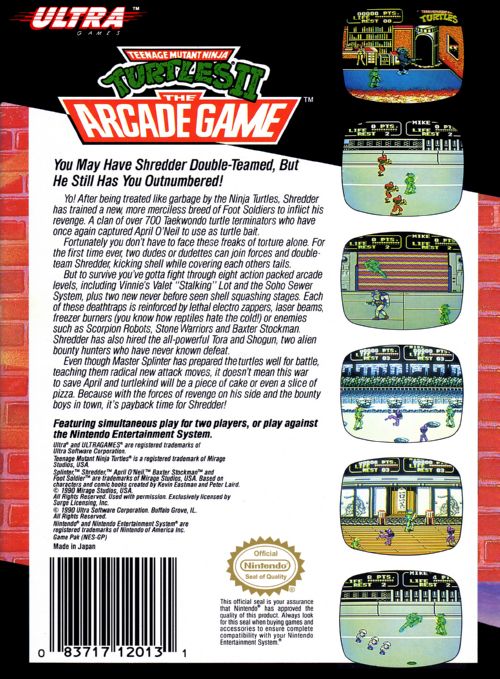 ULTRA™
GAMES
TEENAGE MUTANT NINJA
TURTLES II
THE
ARCADE GAME™
You May Have Shredder Double-Teamed, But
He Still Has You Outnumbered!
Yo! After being treated like garbage by the Ninja Turtles, Shredder
has trained a new, more merciless breed of Foot Soldiers to inflict his
revenge. A clan of over 700 Taekwondo turtle terminators who have
once again captured April O'Neil to use as turtle bait.
Fortunately you don't have to face these freaks of torture alone. For
the first time ever, two dudes or dudettes can join forces and double-
team Shredder, kicking shell while covering each others tails.
But to survive you've gotta fight through eight action packed arcade
levels, including Vinnie's Valet "Stalking" Lot and the Soho Sewer
System, plus two new never before seen shell squashing stages. Each
of these deathtraps is reinforced by lethal electro zappers, laser beams,
freezer burners (you know how reptiles hate the cold!) or enemies
such as Scorpion Robots, Stone Warriors and Baxter Stockman.
Shredder has also hired the all-powerful Tora and Shogun, two alien
bounty hunters who have never known defeat.
Even though Master Splinter has prepared the turtles well for battle,
teaching them radical new attack moves, it doesn't mean this war
to save April and turtlekind will be a piece of cake or even a slice of
pizza. Because with the forces of revenge on his side and the bounty
boys in town, it's payback time for Shredder!
Featuring simultaneous play for two players, or play against
the Nintendo Entertainment System.
Ultra® and ULTRAGAMES® are registered trademarks of
Ultra Software Corporation.
Teenage Mutant Ninja Turtles® is a registered trademark of Mirage
Studios, USA.
Splinter,™ Shredder,™ April O'Neil,™ Baxter Stockman™ and
Foot Soldier™ are trademarks of Mirage Studios, USA. Based on
characters and comic books created by Kevin Eastman and Peter Laird.
© 1990 Mirage Studios, USA.
All Rights Reserved. Used with permission. Exclusively licensed by
Surge Licensing, Inc.
© 1990 Ultra Software Corporation. Buffalo Grove, IL.
All Rights Reserved.
Nintendo® and Nintendo Entertainment System® are
registered trademarks of Nintendo of America Inc.
Game Pak (NES-GP)
Made in Japan
Official
Nintendo®
Seal of Quality
This official seal is your assurance
that Nintendo® has approved the
quality of this product. Always look
for this seal when buying games and
accessories to ensure complete
compatibility with your Nintendo
Entertainment System.®
0 83717 12013 1
TURTLES
LIFE
REST
0 PTS.
LIFE
REST 2
MIKE
LIFE
REST 2